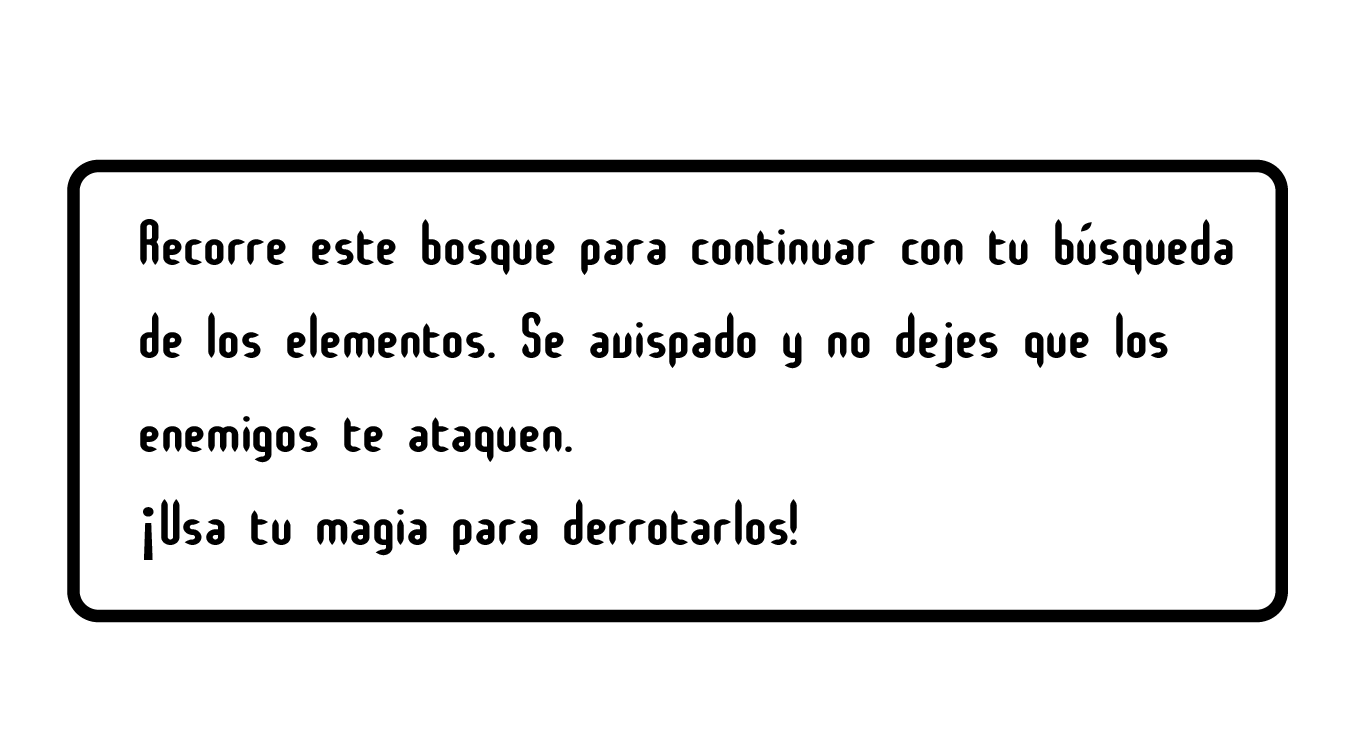 Recorre este bosque para continuar con tu búsqueda
de los elementos. Se avispado y no dejes que los
enemigos te ataquen.
¡Usa tu magia para derrotarlos!